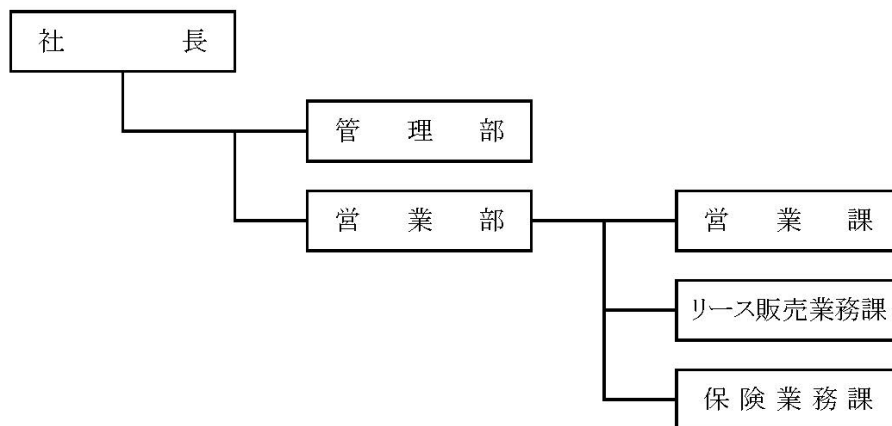 社長
管理部
営業部
営業課
リース販売業務課
保険業務課